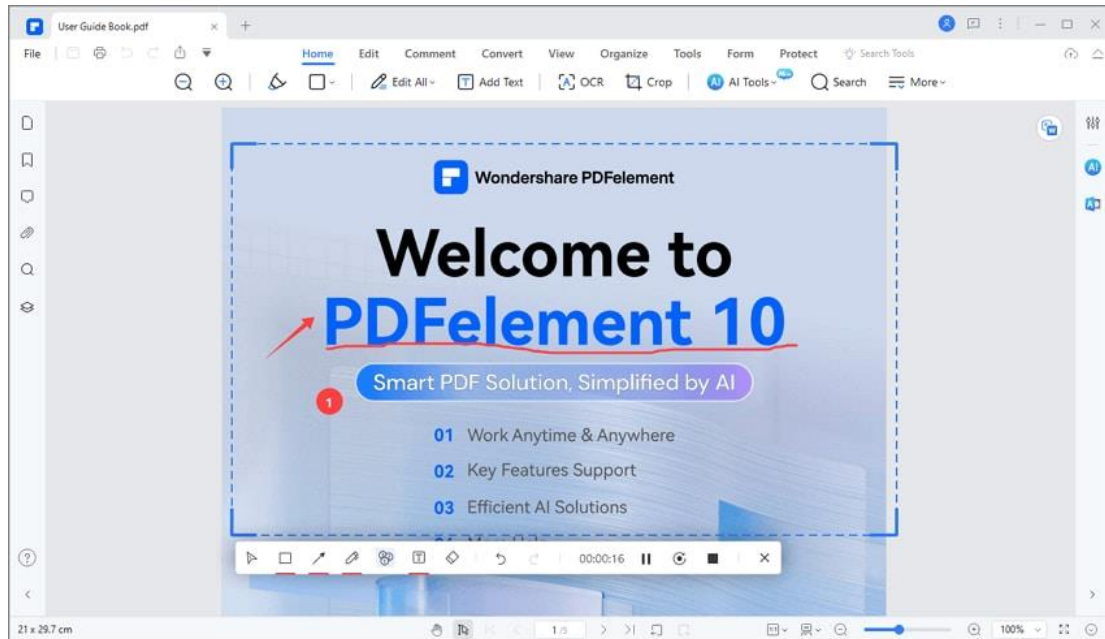 User Guide Book.pdf
File Home Edit Comment Convert View Organize Tools Form Protect Search Tools
Edit All Add Text OCR Crop AI AI Tools Search More
Wondershare PDFelement
AI
Welcome to
PDFelement 10
Smart PDF Solution, Simplified by AI
1
01 Work Anytime & Anywhere
02 Key Features Support
03 Efficient AI Solutions
00:00:16
21 x 29.7 cm 1/5 100%